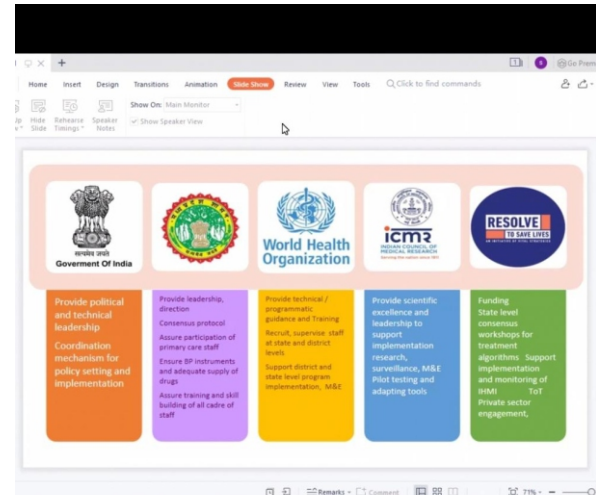 1
Go Prem
Home Insert Design Transitions Animation Slide Show Review View Tools Click to find commands
Hide Slide
Rehearse Timings
Speaker Notes
Show On: Main Monitor
Show Speaker View
सत्यमेव जयते
Goverment Of India
World Health
Organization
icmr
INDIAN COUNCIL OF
MEDICAL RESEARCH
RESOLVE
TO SAVE LIVES
Provide political
and technical
leadership
Coordination
mechanism for
policy setting and
implementation
Provide leadership,
direction
Consensus protocol
Assure participation of
primary care staff
Ensure BP instruments
and adequate supply of
drugs
Assure training and skill
building of all cadre of
staff
Provide technical /
programmatic
guidance and Training
Recruit, supervise staff
at state and district
levels
Support district and
state level program
implementation, M&E
Provide scientific
excellence and
leadership to
support
implementation
research,
surveillance, M&E
Pilot testing and
adapting tools
Funding
State level
consensus
workshops for
treatment
algorithms Support
implementation
and monitoring of
IHMI ToT
Private sector
engagement,
Remarks Comment 71%